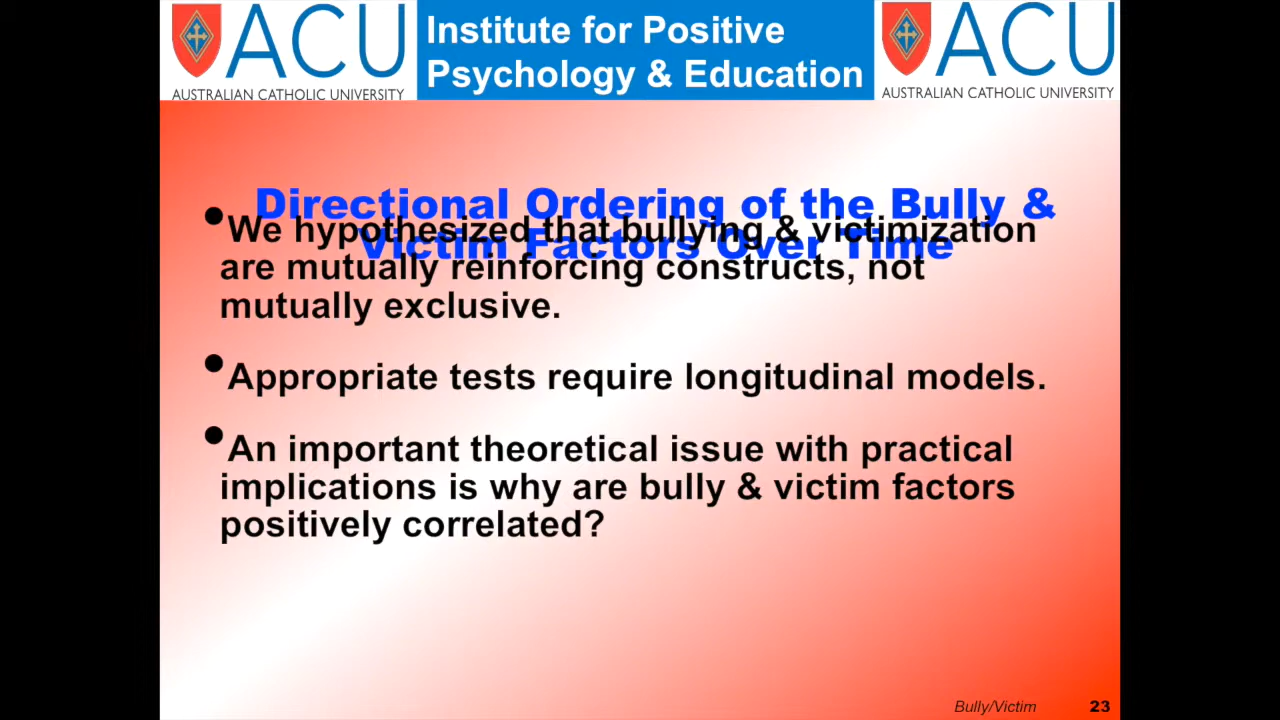 ACU
AUSTRALIAN CATHOLIC UNIVERSITY
Institute for Positive
Psychology & Education
ACU
AUSTRALIAN CATHOLIC UNIVERSITY
Directional Ordering of the Bully &
Victim Factors Over Time
•We hypothesized that bullying & victimization
are mutually reinforcing constructs, not
mutually exclusive.
•Appropriate tests require longitudinal models.
•An important theoretical issue with practical
implications is why are bully & victim factors
positively correlated?
Bully/Victim 23